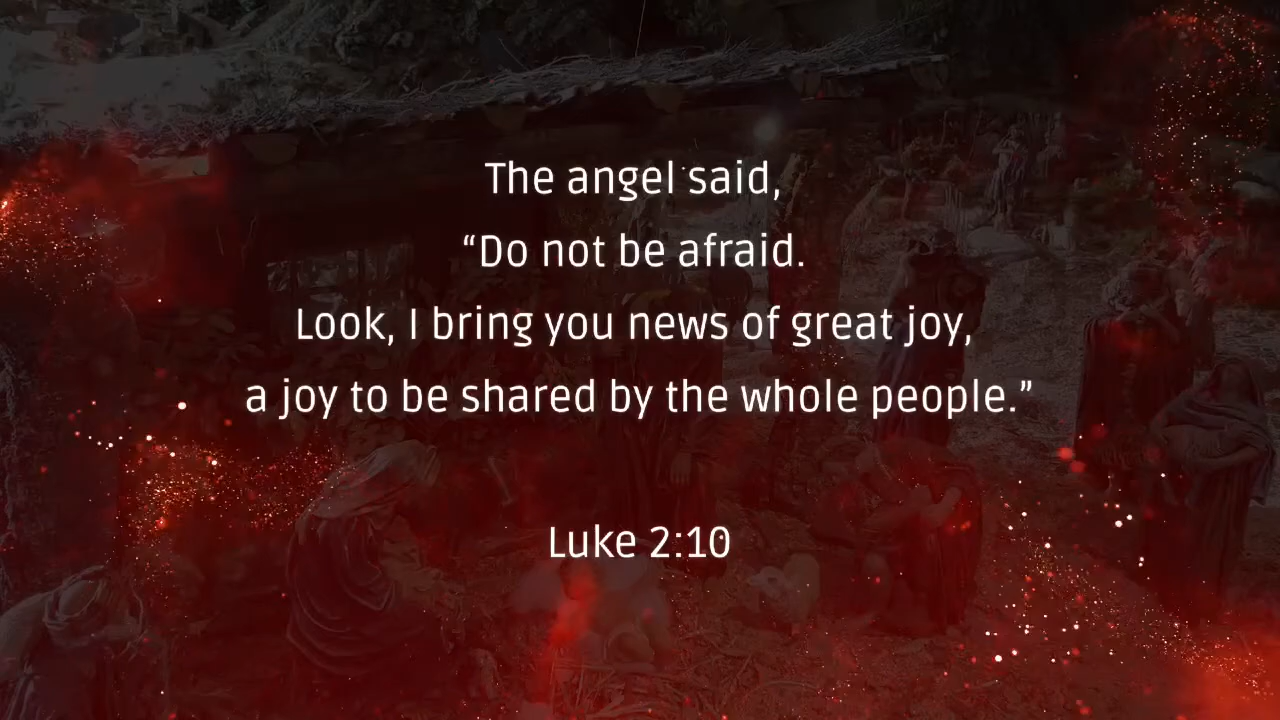 The angel said,
“Do not be afraid.
Look, I bring you news of great joy,
a joy to be shared by the whole people.”
Luke 2:10